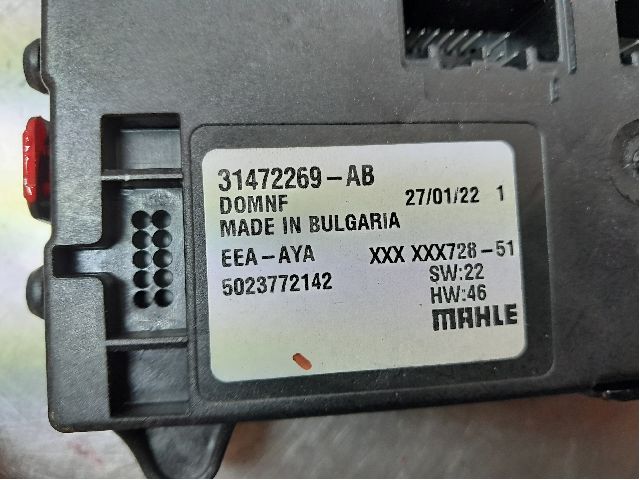 31472269-AB
DOMNF 27/01/22 1
MADE IN BULGARIA
EEA-AYA XXX XXX728-51
5023772142 SW:22
HW:46
MAHLE
E